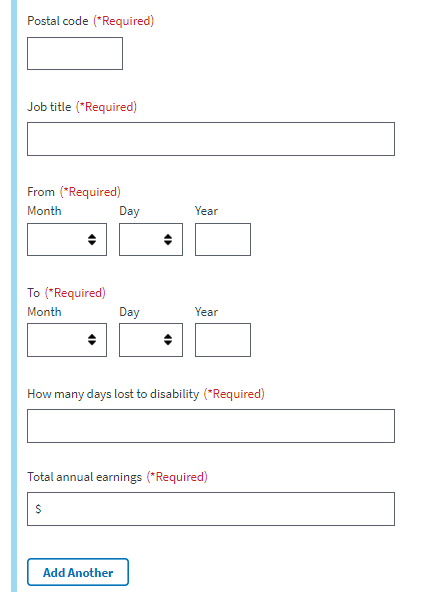 Postal code (*Required)
Job title (*Required)
From (*Required)
Month Day Year
To (*Required)
Month Day Year
How many days lost to disability (*Required)
Total annual earnings (*Required)
$
Add Another